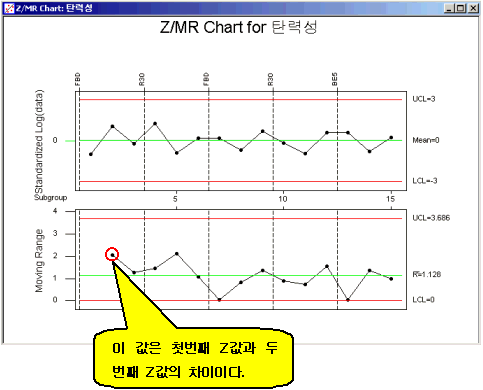 Z/MR Chart: 탄력성
Z/MR Chart for 탄력성
FB0 R30 FB0 R30 BE5
Standardized Log(data)
UCL=3
0
Mean=0
LCL=-3
Subgroup 5 10 15
Moving Range
4
UCL=3.686
3
2
R=1.128
1
0
LCL=0
이 값은 첫번째 Z값과 두
번째 Z값의 차이이다.